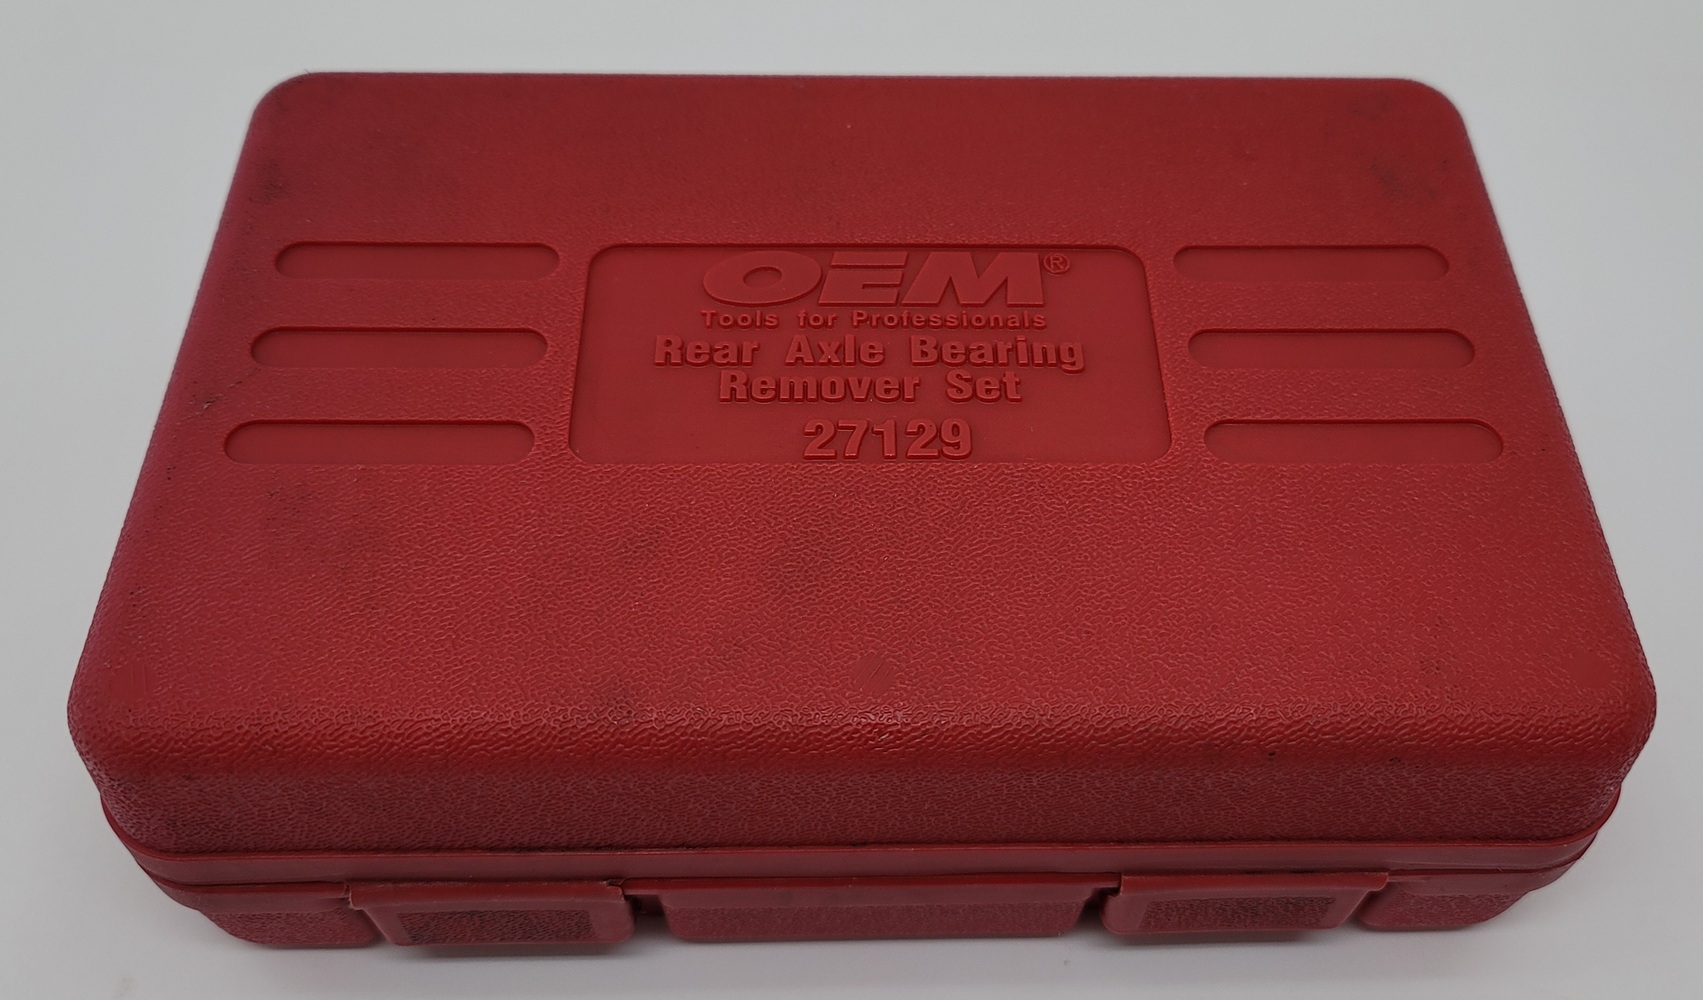 OEM®
Tools for Professionals
Rear Axle Bearing
Remover Set
27129